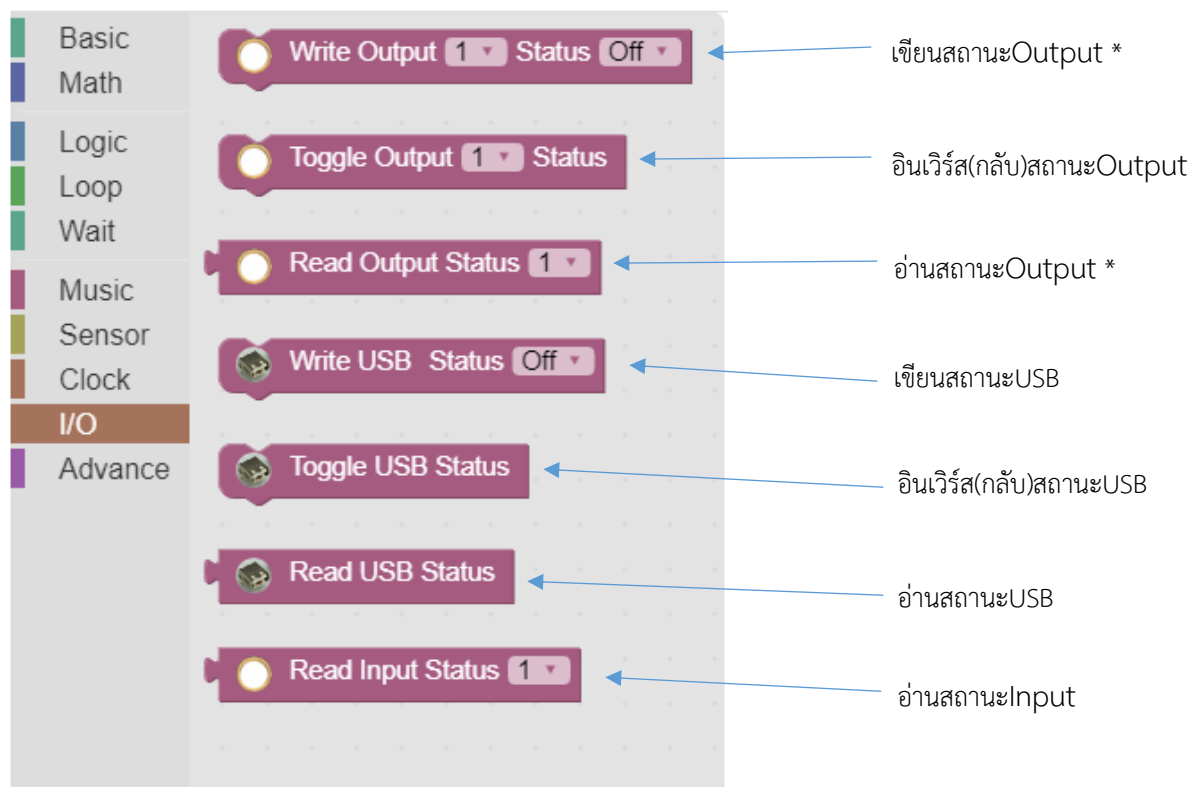 Basic
Math
Logic
Loop
Wait
Music
Sensor
Clock
I/O
Advance
Write Output 1 Status Off
เขียนสถานะOutput *
Toggle Output 1 Status
อินเวิร์ส(กลับ)สถานะOutput
Read Output Status 1
อ่านสถานะOutput *
Write USB Status Off
เขียนสถานะUSB
Toggle USB Status
อินเวิร์ส(กลับ)สถานะUSB
Read USB Status
อ่านสถานะUSB
Read Input Status 1
อ่านสถานะInput